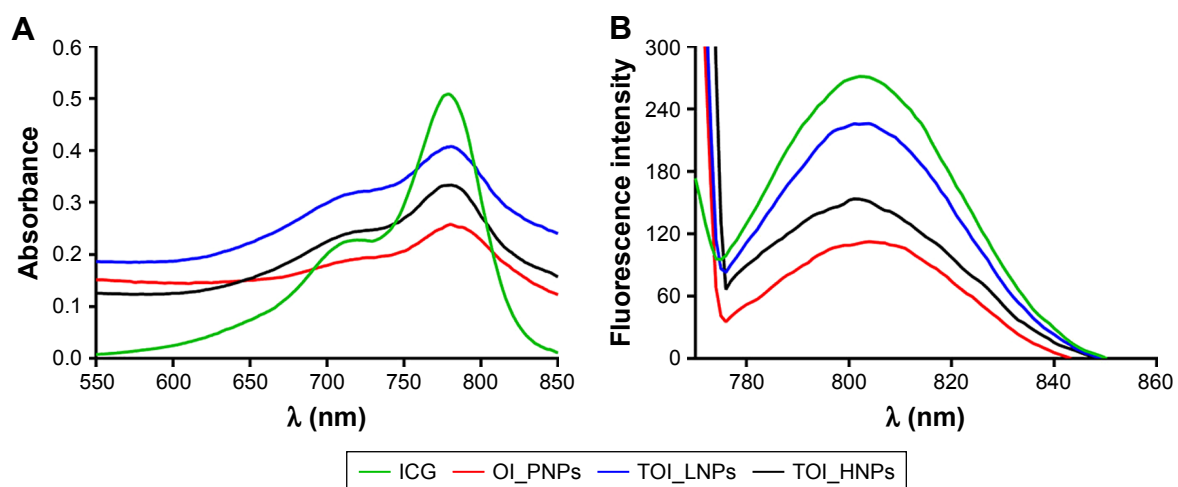 A
0.6
0.5
0.4
0.3
0.2
0.1
0.0
Absorbance
550 600 650 700 750 800 850
λ (nm)
B
300
240
180
120
60
0
Fluorescence intensity
780 800 820 840 860
λ (nm)
ICG OI_PNPs TOI_LNPs TOI_HNPs